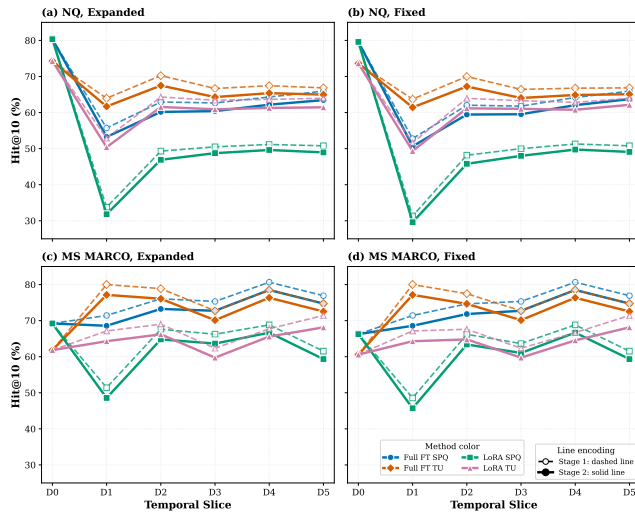 (a) NQ, Expanded
(b) NQ, Fixed
Hit@10 (%)
80
70
60
50
40
30
(c) MS MARCO, Expanded
(d) MS MARCO, Fixed
Hit@10 (%)
80
70
60
50
40
30
Method color
Full FT SPQ
LoRA SPQ
Full FT TU
LoRA TU
Line encoding
Stage 1: dashed line
Stage 2: solid line
D0 D1 D2 D3 D4 D5
D0 D1 D2 D3 D4 D5
Temporal Slice
Temporal Slice